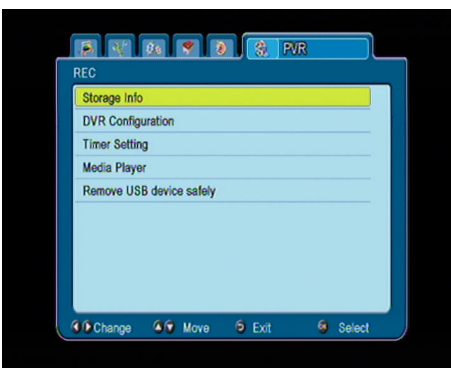 PVR
REC
Storage Info
DVR Configuration
Timer Setting
Media Player
Remove USB device safely
Change Move Exit Select